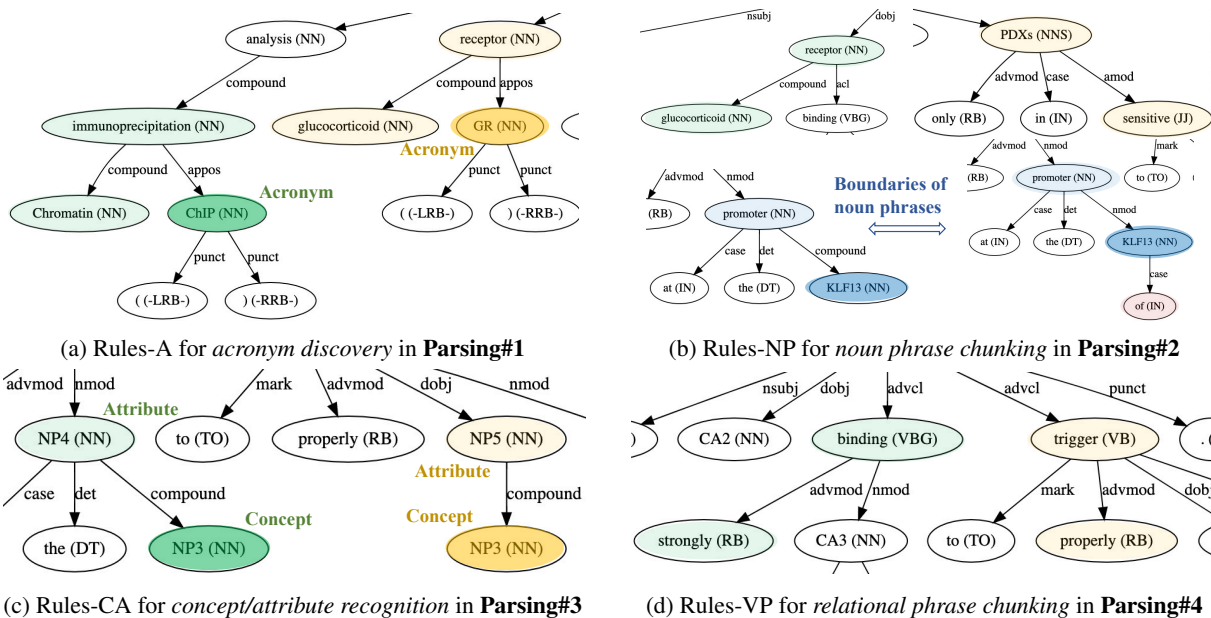 analysis (NN)
receptor (NN)
compound
compound
appos
immunoprecipitation (NN)
glucocorticoid (NN)
GR (NN)
Acronym
compound
appos
punct
punct
Acronym
Chromatin (NN)
ChIP (NN)
( (-LRB-)
) (-RRB-)
punct
punct
( (-LRB-)
) (-RRB-)
(a) Rules-A for acronym discovery in Parsing#1
nsubj
dobj
receptor (NN)
PDXs (NNS)
compound
acl
advmod
case
amod
glucocorticoid (NN)
binding (VBG)
only (RB)
in (IN)
sensitive (JJ)
advmod
nmod
mark
advmod
nmod
Boundaries of
noun phrases
(RB)
promoter (NN)
to (TO)
(RB)
promoter (NN)
case
det
nmod
case
det
compound
at (IN)
the (DT)
KLF13 (NN)
case
at (IN)
the (DT)
KLF13 (NN)
of (IN)
(b) Rules-NP for noun phrase chunking in Parsing#2
advmod
nmod
mark
advmod
dobj
nmod
Attribute
NP4 (NN)
to (TO)
properly (RB)
NP5 (NN)
Attribute
case
det
compound
compound
Concept
Concept
the (DT)
NP3 (NN)
NP3 (NN)
(c) Rules-CA for concept/attribute recognition in Parsing#3
nsubj
dobj
advcl
advcl
punct
)
CA2 (NN)
binding (VBG)
trigger (VB)
. (
advmod
nmod
mark
advmod
dobj
strongly (RB)
CA3 (NN)
to (TO)
properly (RB)
(d) Rules-VP for relational phrase chunking in Parsing#4